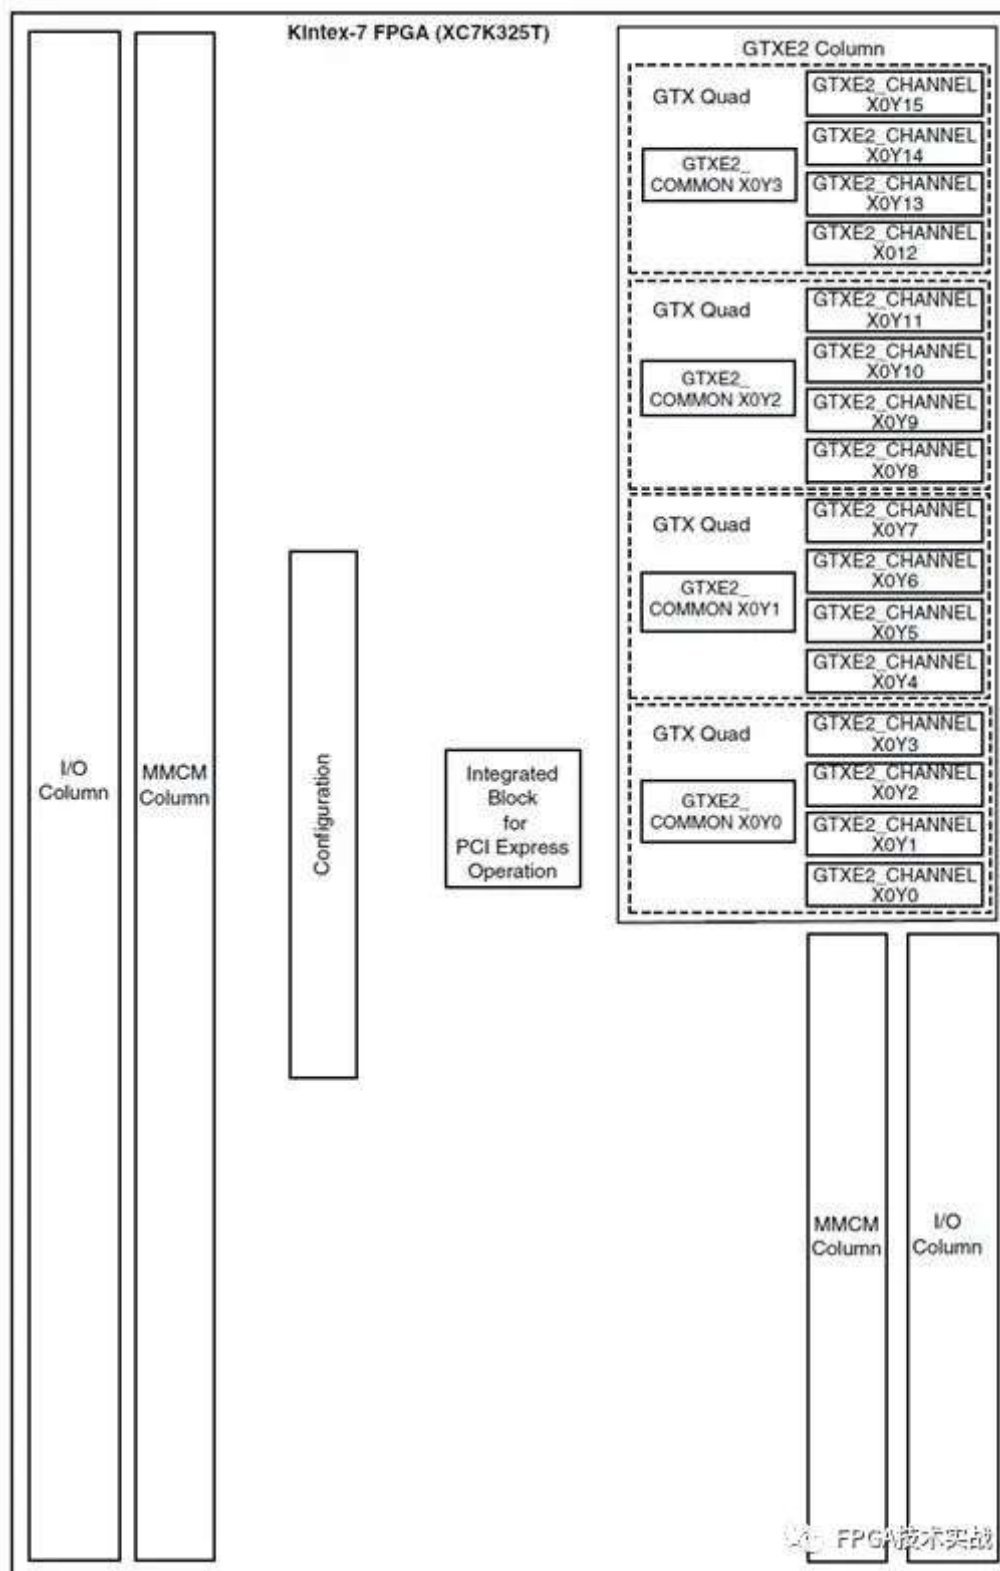 Kintex-7 FPGA (XC7K325T)
GTXE2 Column
GTX Quad
GTXE2_
COMMON X0Y3
GTXE2_CHANNEL
X0Y15
GTXE2_CHANNEL
X0Y14
GTXE2_CHANNEL
X0Y13
GTXE2_CHANNEL
X012
GTX Quad
GTXE2_
COMMON X0Y2
GTXE2_CHANNEL
X0Y11
GTXE2_CHANNEL
X0Y10
GTXE2_CHANNEL
X0Y9
GTXE2_CHANNEL
X0Y8
GTX Quad
GTXE2_
COMMON X0Y1
GTXE2_CHANNEL
X0Y7
GTXE2_CHANNEL
X0Y6
GTXE2_CHANNEL
X0Y5
GTXE2_CHANNEL
X0Y4
GTX Quad
GTXE2_
COMMON X0Y0
GTXE2_CHANNEL
X0Y3
GTXE2_CHANNEL
X0Y2
GTXE2_CHANNEL
X0Y1
GTXE2_CHANNEL
X0Y0
I/O
Column
MMCM
Column
Configuration
Integrated
Block
for
PCI Express
Operation
MMCM
Column
I/O
Column
FPGA技术实战